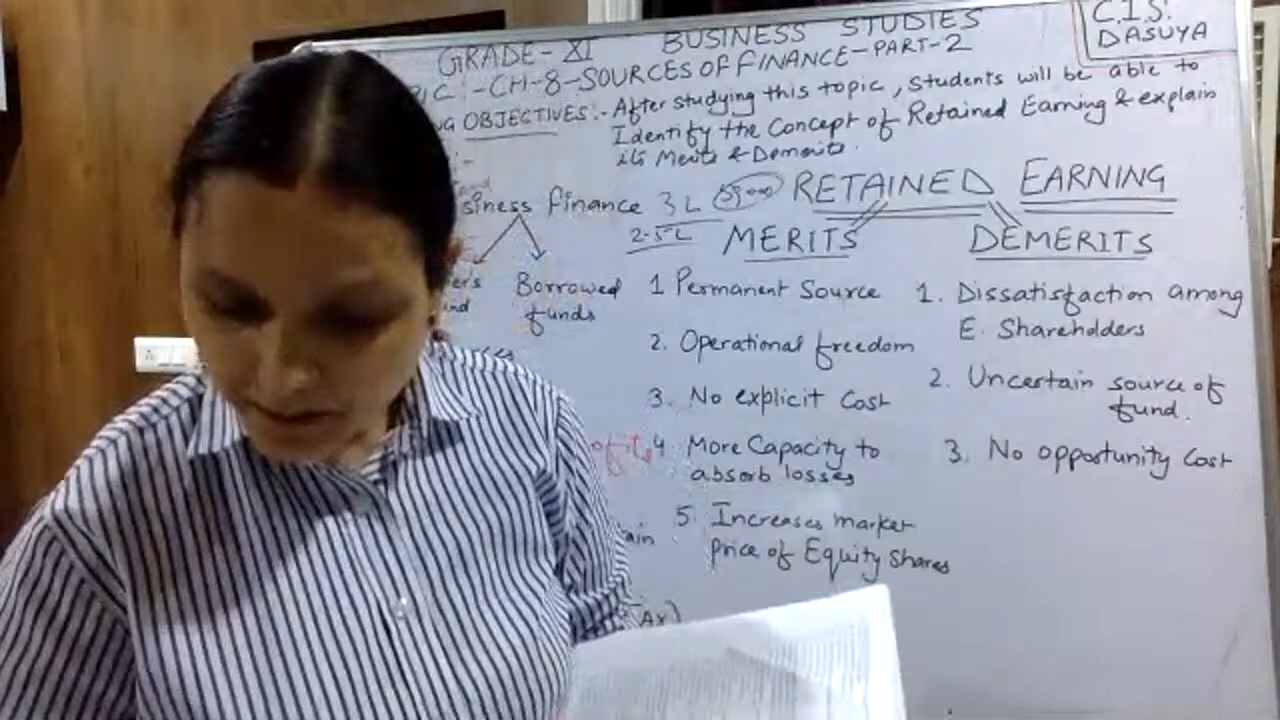 C.I.S.
DASUYA
GRADE-XI BUSINESS STUDIES
IC:-CH-8-SOURCES OF FINANCE-PART-2
NG OBJECTIVES:- After studying this topic, Students will be able to
Identify the Concept of Retained Earning & explain
its Merits & Demerits.
siness finance 3L
2.5L
Borrowed
funds
er's
RETAINED EARNING
MERITS
1 Permanent Source
2. Operational freedom
3. No explicit Cost
4. More Capacity to
absorb losses
5. Increases market
price of Equity Shares
DEMERITS
1. Dissatisfaction among
E. Shareholders
2. Uncertain source of
fund.
3. No opportunity Cost